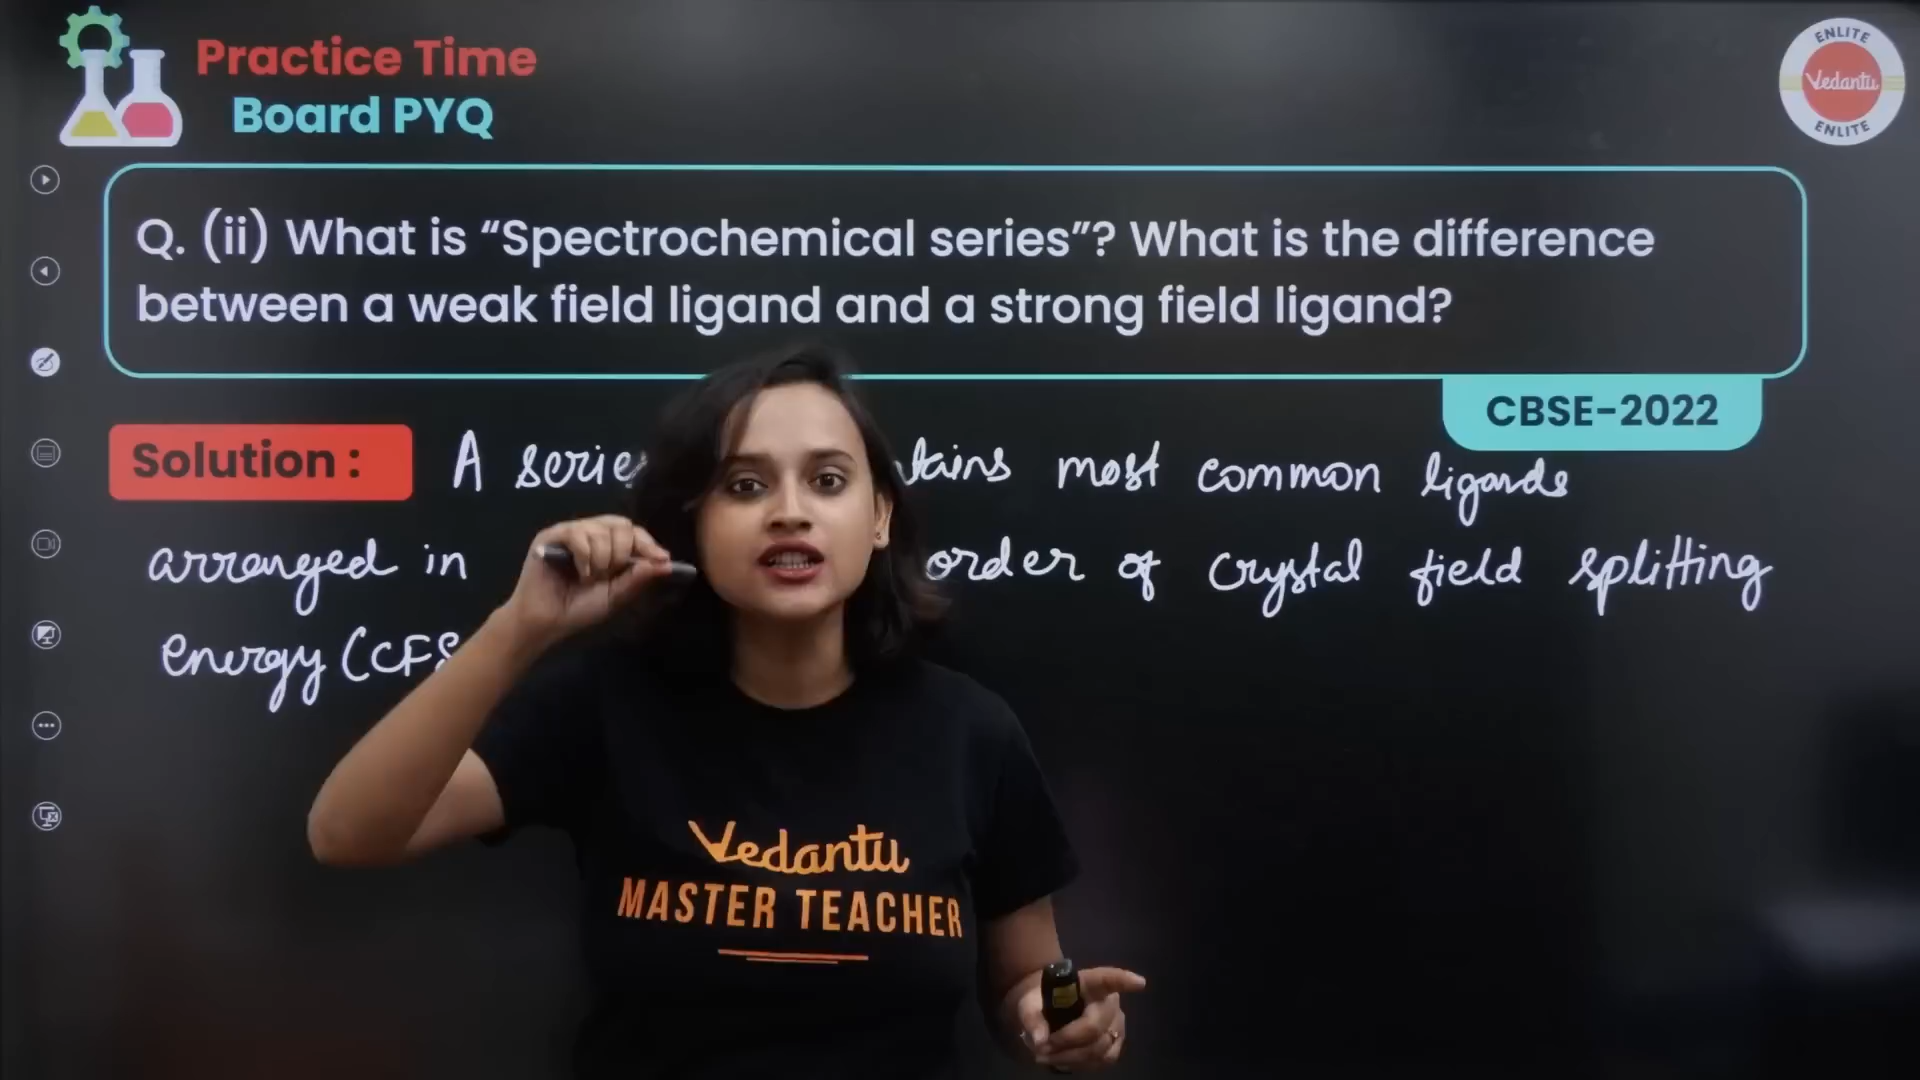 Practice Time
Board PYQ
ENLITE
Vedantu
ENLITE
Q. (ii) What is “Spectrochemical series”? What is the difference
between a weak field ligand and a strong field ligand?
CBSE-2022
Solution : A most common ligands
arranged in order of crystal field splitting
energy
Vedantu
MASTER TEACHER